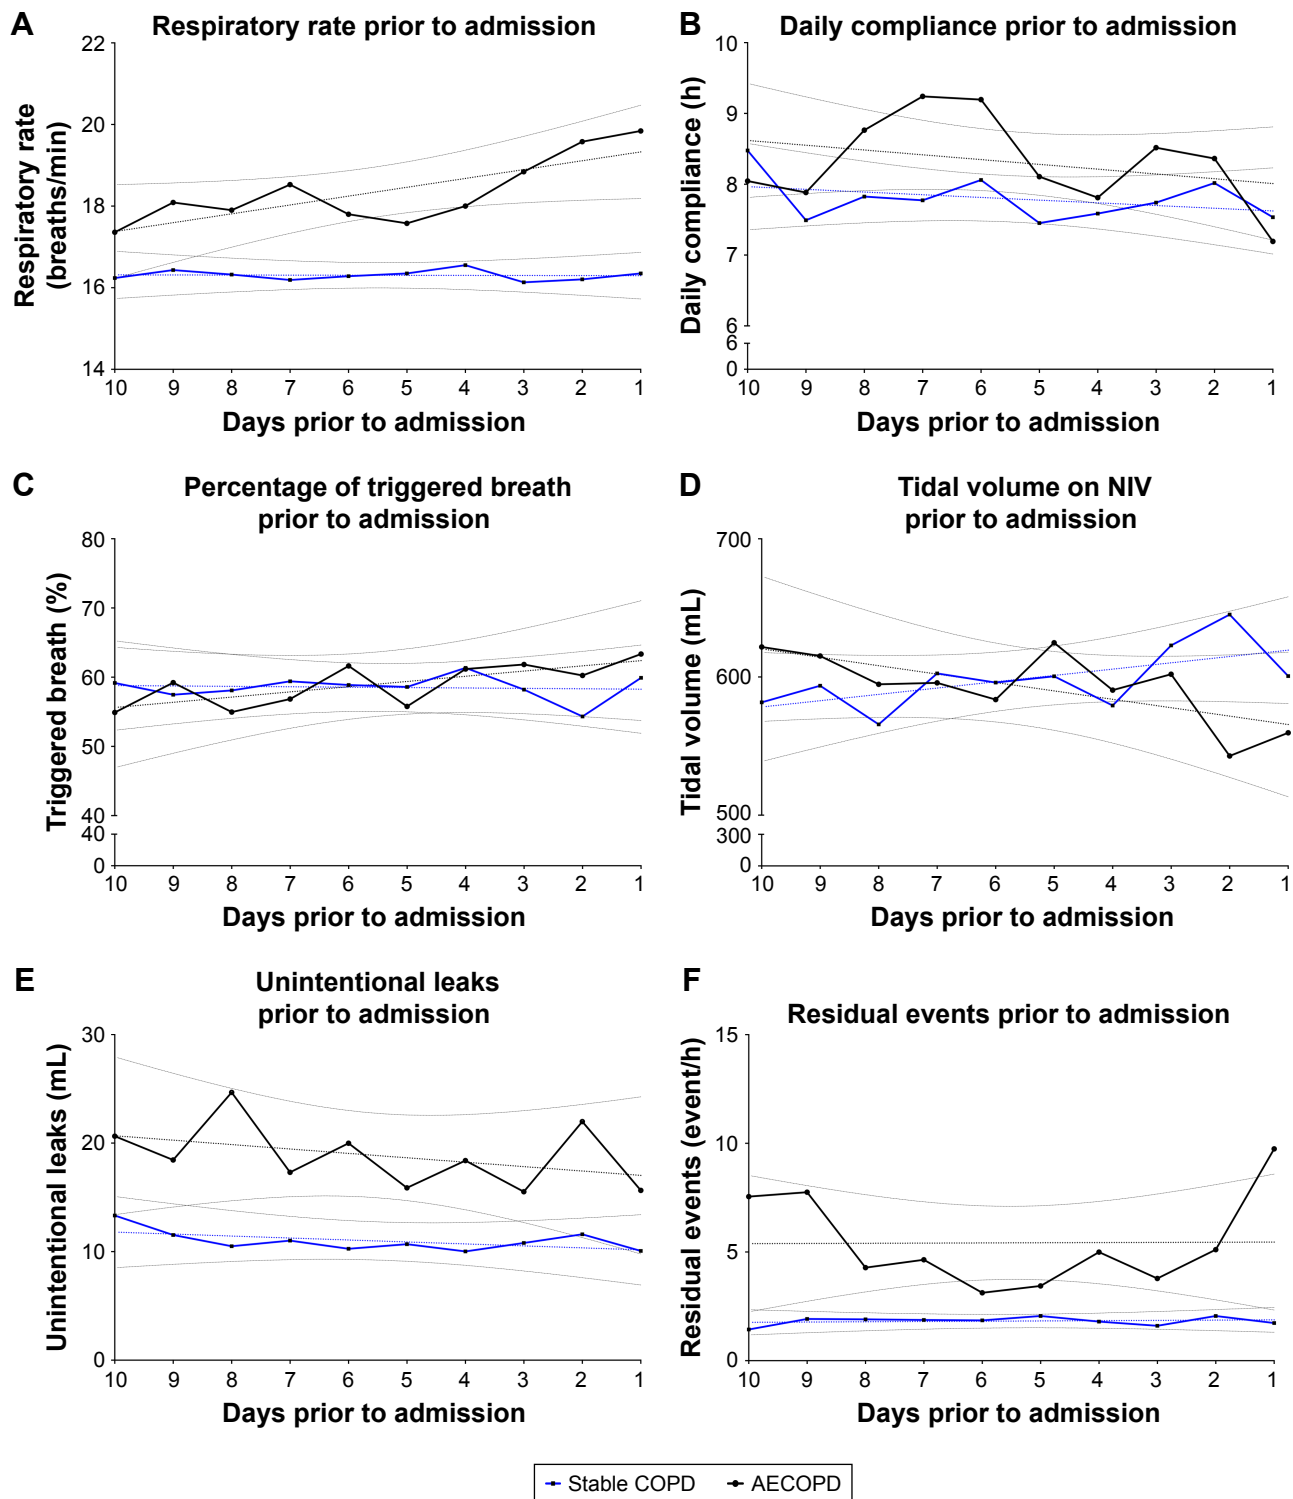 A
Respiratory rate prior to admission
Respiratory rate
(breaths/min)
22
20
18
16
14
10 9 8 7 6 5 4 3 2 1
Days prior to admission
B
Daily compliance prior to admission
Daily compliance (h)
10
9
8
7
6
6
0
10 9 8 7 6 5 4 3 2 1
Days prior to admission
C
Percentage of triggered breath
prior to admission
Triggered breath (%)
80
70
60
50
40
40
0
10 9 8 7 6 5 4 3 2 1
Days prior to admission
D
Tidal volume on NIV
prior to admission
Tidal volume (mL)
700
600
500
300
0
10 9 8 7 6 5 4 3 2 1
Days prior to admission
E
Unintentional leaks
prior to admission
Unintentional leaks (mL)
30
20
10
0
10 9 8 7 6 5 4 3 2 1
Days prior to admission
F
Residual events prior to admission
Residual events (event/h)
15
10
5
0
10 9 8 7 6 5 4 3 2 1
Days prior to admission
Stable COPD AECOPD